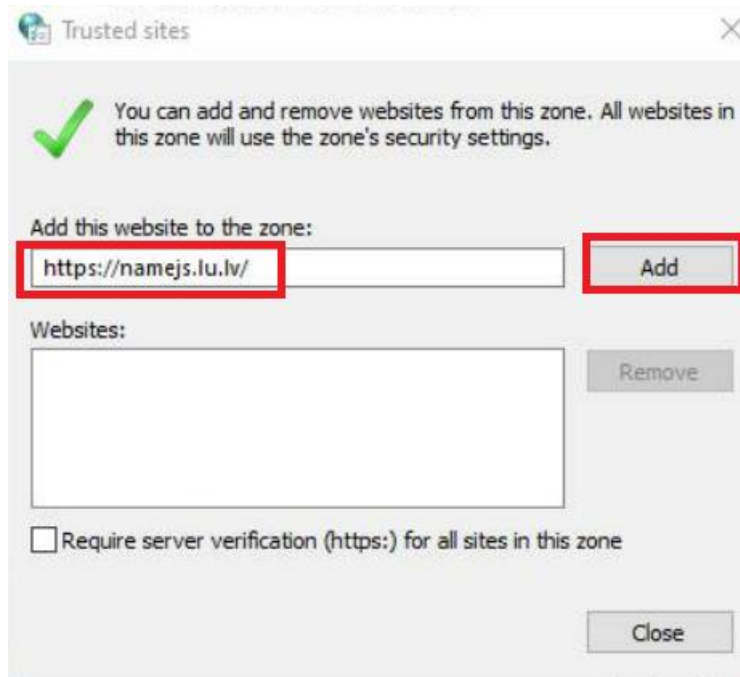 Trusted sites
You can add and remove websites from this zone. All websites in
this zone will use the zone's security settings.
Add this website to the zone:
https://namejs.lu.lv/
Add
Websites:
Remove
Require server verification (https:) for all sites in this zone
Close